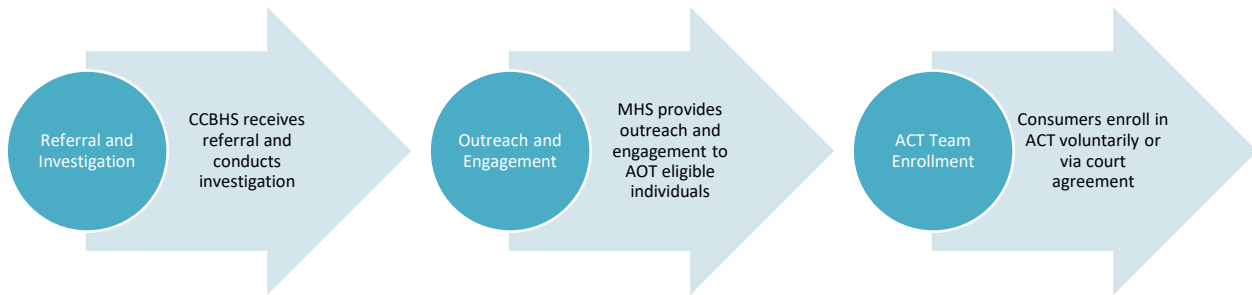 Referral and
Investigation
CCBHS receives
referral and
conducts
investigation
Outreach and
Engagement
MHS provides
outreach and
engagement to
AOT eligible
individuals
ACT Team
Enrollment
Consumers enroll in
ACT voluntarily or
via court
agreement